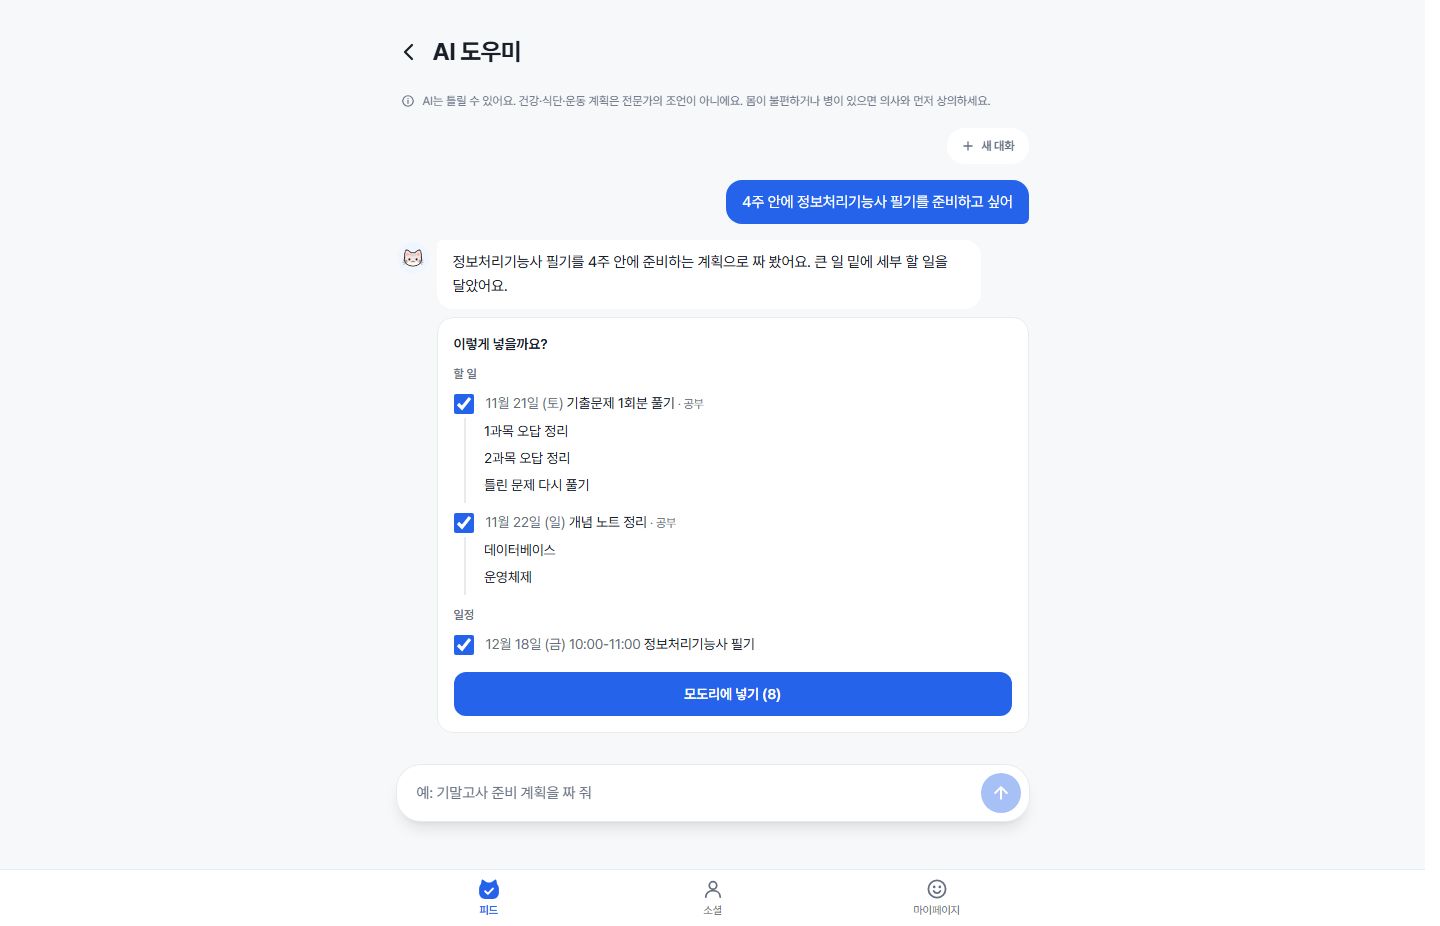 AI 도우미
AI는 틀릴 수 있어요. 건강·식단·운동 계획은 전문가의 조언이 아니에요. 몸이 불편하거나 병이 있으면 의사와 먼저 상의하세요.
+ 새 대화
4주 안에 정보처리기능사 필기를 준비하고 싶어
정보처리기능사 필기를 4주 안에 준비하는 계획으로 짜 봤어요. 큰 일 밑에 세부 할 일을
달았어요.
이렇게 넣을까요?
할 일
11월 21일 (토) 기출문제 1회분 풀기 · 공부
1과목 오답 정리
2과목 오답 정리
틀린 문제 다시 풀기
11월 22일 (일) 개념 노트 정리 · 공부
데이터베이스
운영체제
일정
12월 18일 (금) 10:00-11:00 정보처리기능사 필기
모도리에 넣기 (8)
예: 기말고사 준비 계획을 짜 줘
피드
소셜
마이페이지